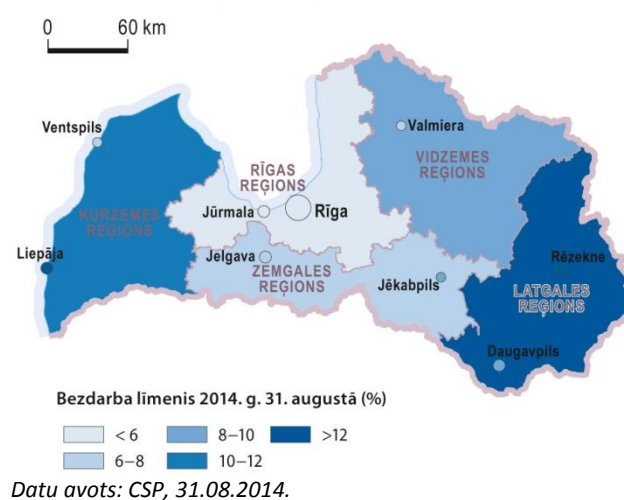 0 60 km
Ventspils
Valmiera
VIDZEMES
REĢIONS
RĪGAS
REĢIONS
Jūrmala
Rīga
KURZEMES
REĢIONS
Liepāja
Jelgava
ZEMGALES
REĢIONS
Jēkabpils
Rēzekne
LATGALES
REĢIONS
Daugavpils
Bezdarba līmenis 2014. g. 31. augustā (%)
< 6 8–10 >12
6–8 10–12
Datu avots: CSP, 31.08.2014.